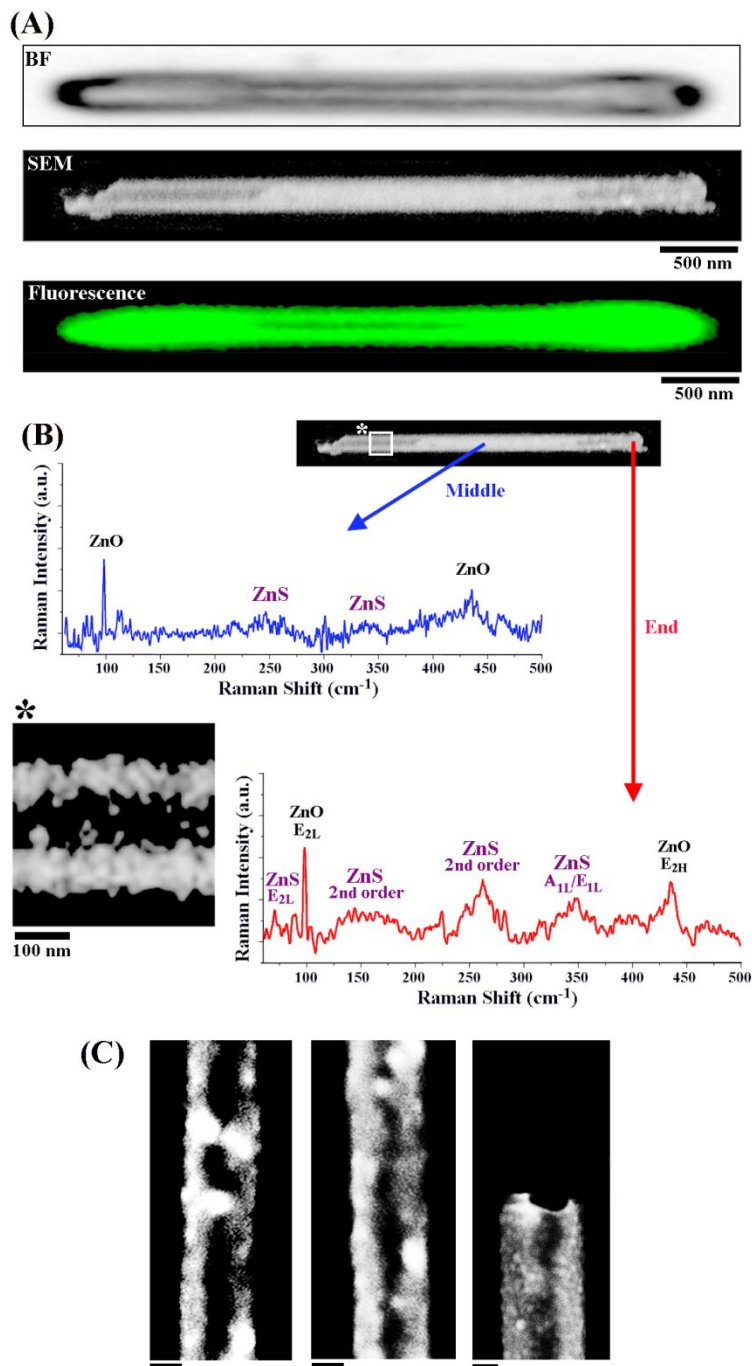 (A)
BF
SEM
500 nm
Fluorescence
500 nm
(B)
*
Middle
End
Raman Intensity (a.u.)
ZnO
ZnS
ZnS
ZnO
100 150 200 250 300 350 400 450 500
Raman Shift (cm-1)
*
100 nm
Raman Intensity (a.u.)
ZnS
E2L
ZnO
E2L
ZnS
2nd order
ZnS
2nd order
ZnS
A1L/E1L
ZnO
E2H
100 150 200 250 300 350 400 450 500
Raman Shift (cm-1)
(C)